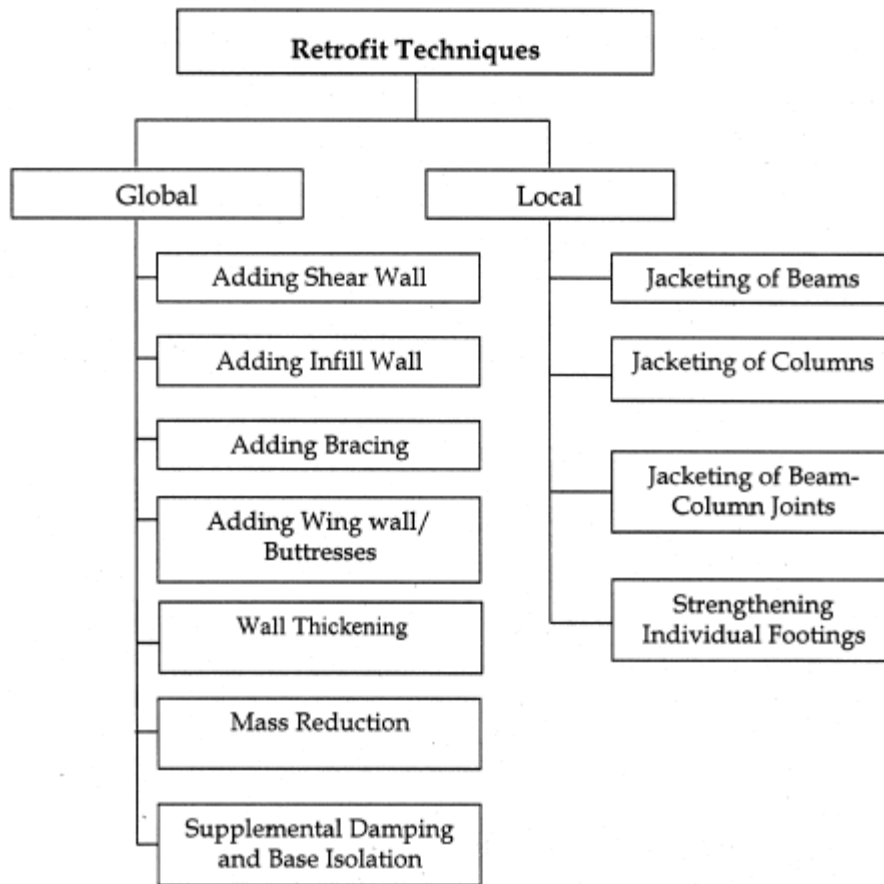 Retrofit Techniques
Global
Local
Adding Shear Wall
Adding Infill Wall
Adding Bracing
Adding Wing wall/
Buttresses
Wall Thickening
Mass Reduction
Supplemental Damping
and Base Isolation
Jacketing of Beams
Jacketing of Columns
Jacketing of Beam-
Column Joints
Strengthening
Individual Footings